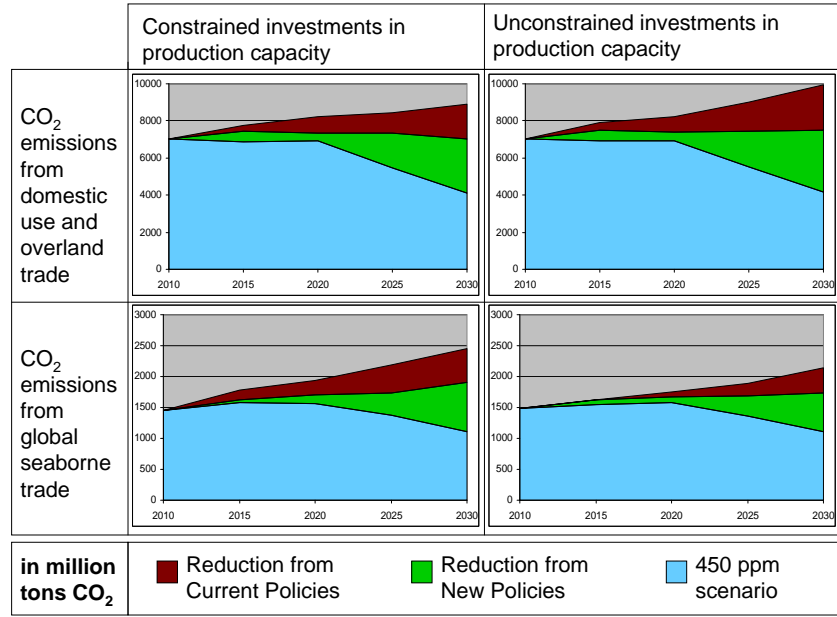 Constrained investments in
production capacity
Unconstrained investments in
production capacity
CO2
emissions
from
domestic
use and
overland
trade
10000
8000
6000
4000
2000
0
2010 2015 2020 2025 2030
10000
8000
6000
4000
2000
0
2010 2015 2020 2025 2030
CO2
emissions
from
global
seaborne
trade
3000
2500
2000
1500
1000
500
0
2010 2015 2020 2025 2030
3000
2500
2000
1500
1000
500
0
2010 2015 2020 2025 2030
in million
tons CO2
Reduction from
Current Policies
Reduction from
New Policies
450 ppm
scenario